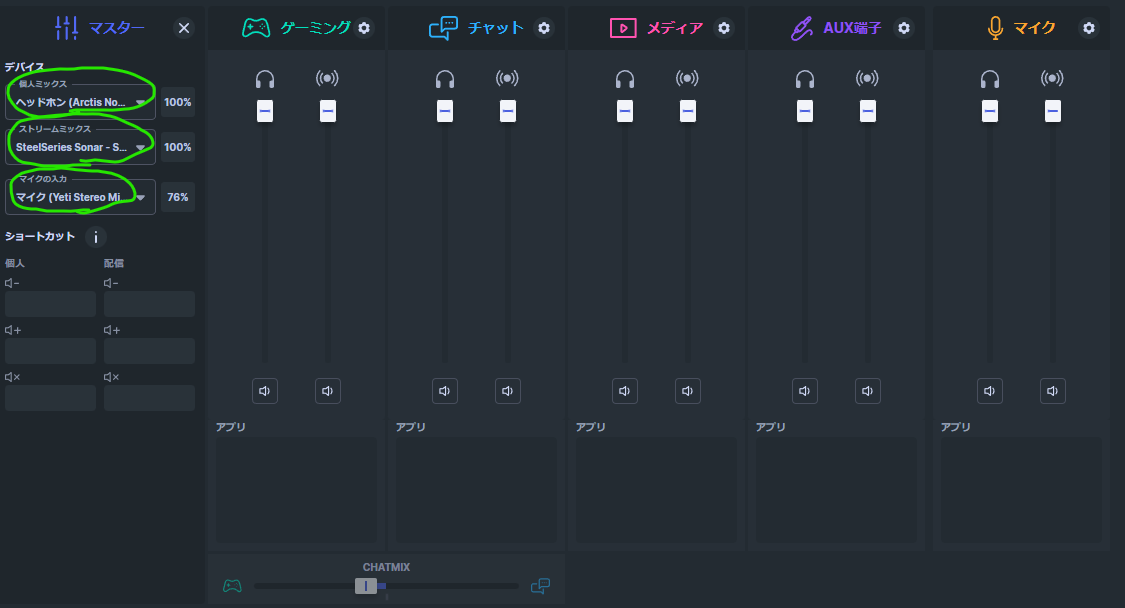 マスター
デバイス
個人ミックス
ヘッドホン (Arctis No...
100%
ストリームミックス
SteelSeries Sonar - S...
100%
マイクの入力
マイク (Yeti Stereo Mi
76%
ショートカット
個人 配信
ゲーミング
チャット
メディア
AUX端子
マイク
アプリ
アプリ
アプリ
アプリ
アプリ
CHATMIX